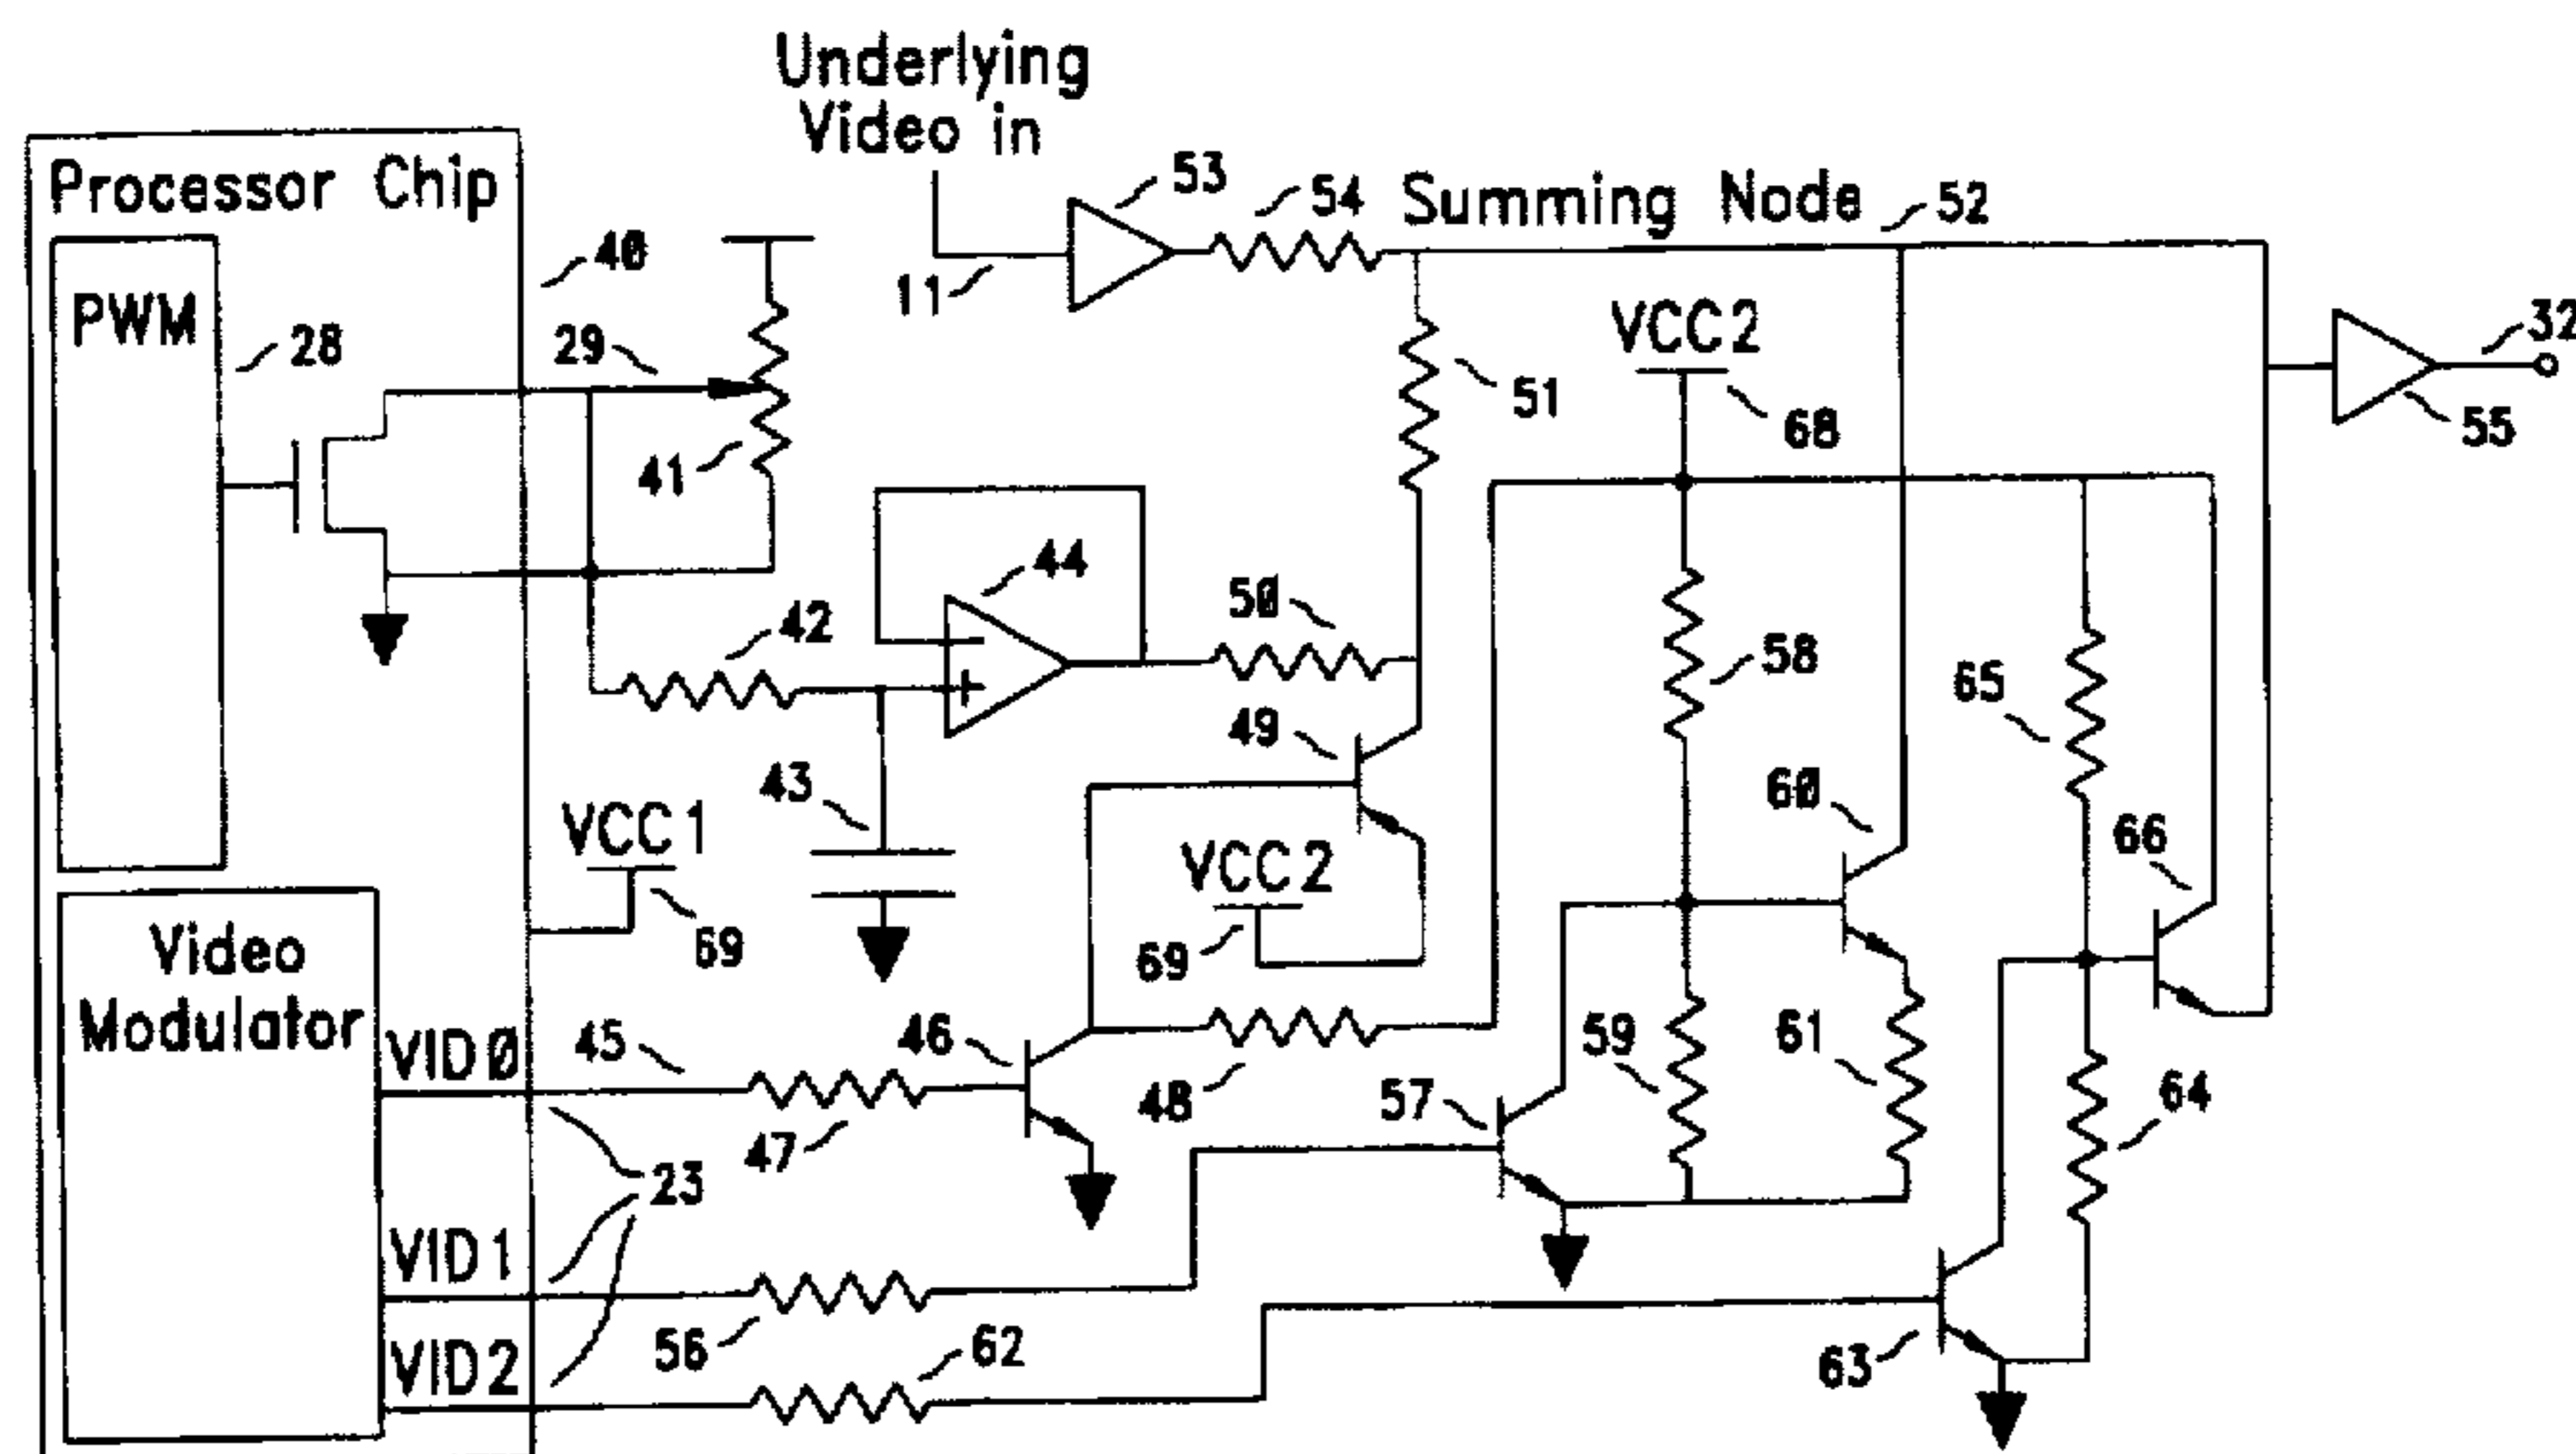 Underlying
Video in
Processor Chip
53
54
Summing Node
52
40
11
PWM
28
29
VCC2
32
51
68
55
41
44
50
42
58
65
49
43
60
VCC1
66
VCC2
69
69
Video
Modulator
VIDØ
45
46
59
61
48
57
64
47
23
VID1
56
62
63
VID2